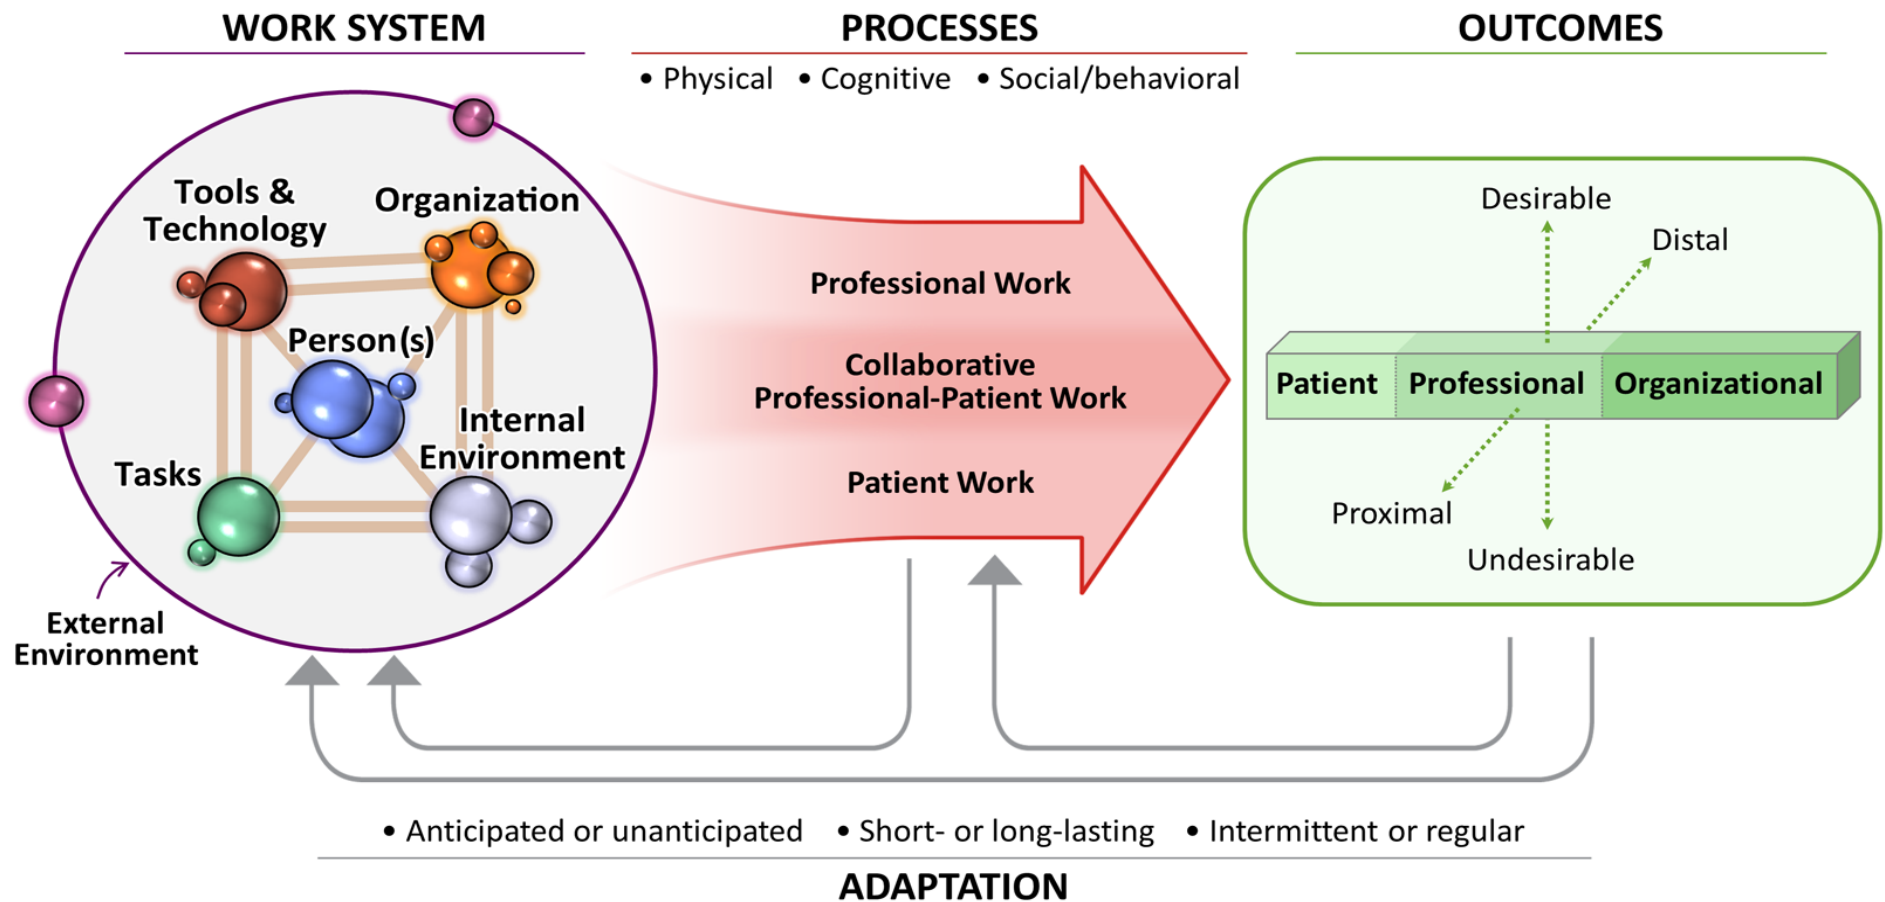 WORK SYSTEM
PROCESSES
OUTCOMES
• Physical • Cognitive • Social/behavioral
Tools &
Technology
Organization
Person(s)
Internal
Environment
Tasks
External
Environment
Professional Work
Collaborative
Professional-Patient Work
Patient Work
Desirable
Distal
Patient
Professional
Organizational
Proximal
Undesirable
• Anticipated or unanticipated • Short- or long-lasting • Intermittent or regular
ADAPTATION